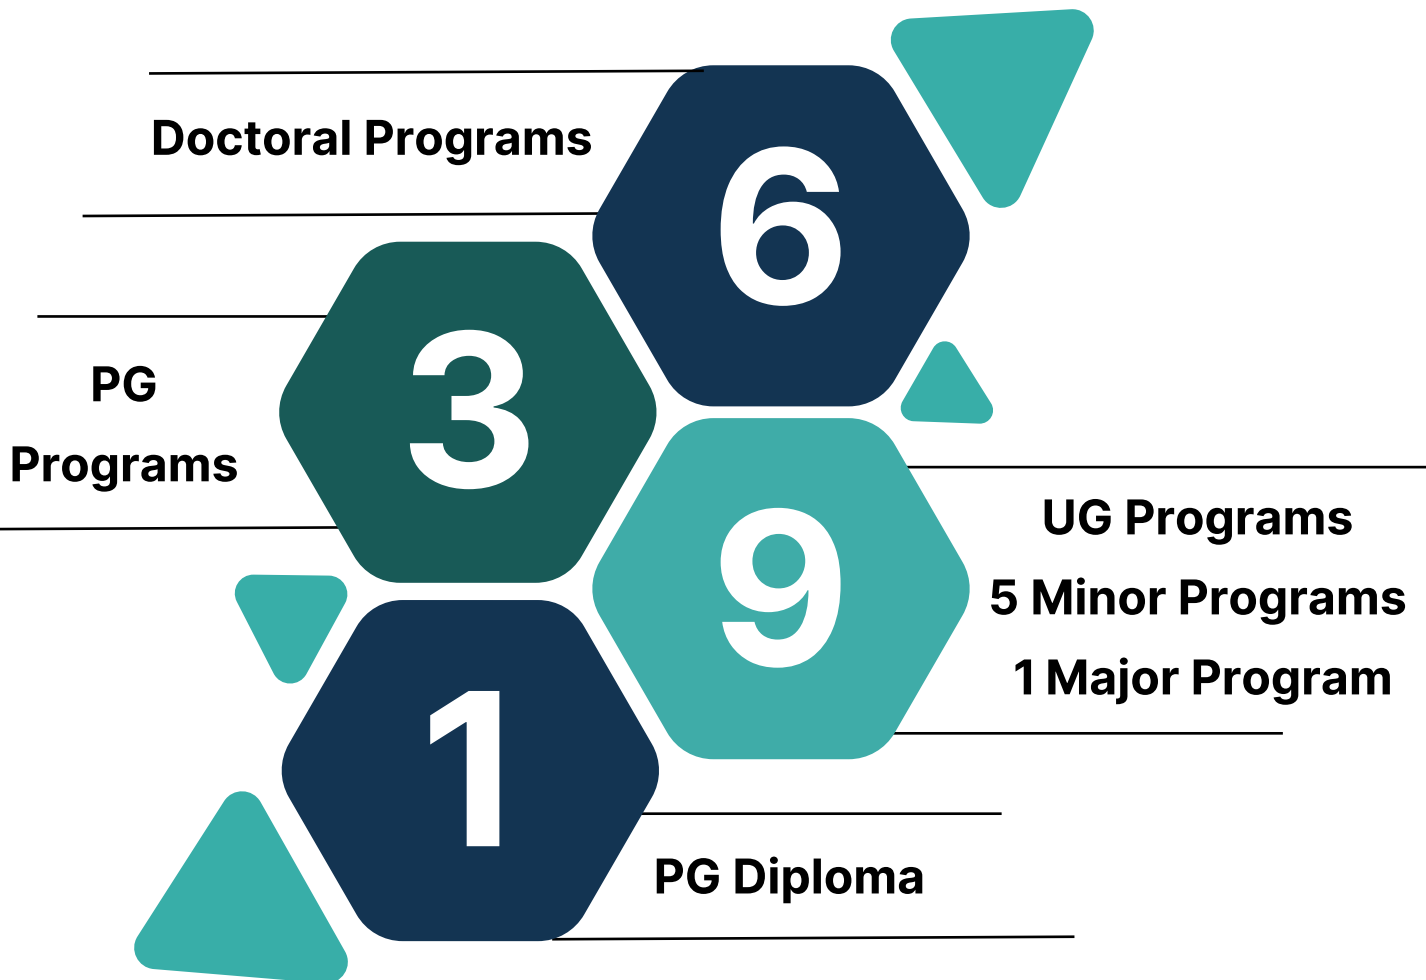 Doctoral Programs
6
3
PG
Programs
9
UG Programs
5 Minor Programs
1 Major Program
1
PG Diploma